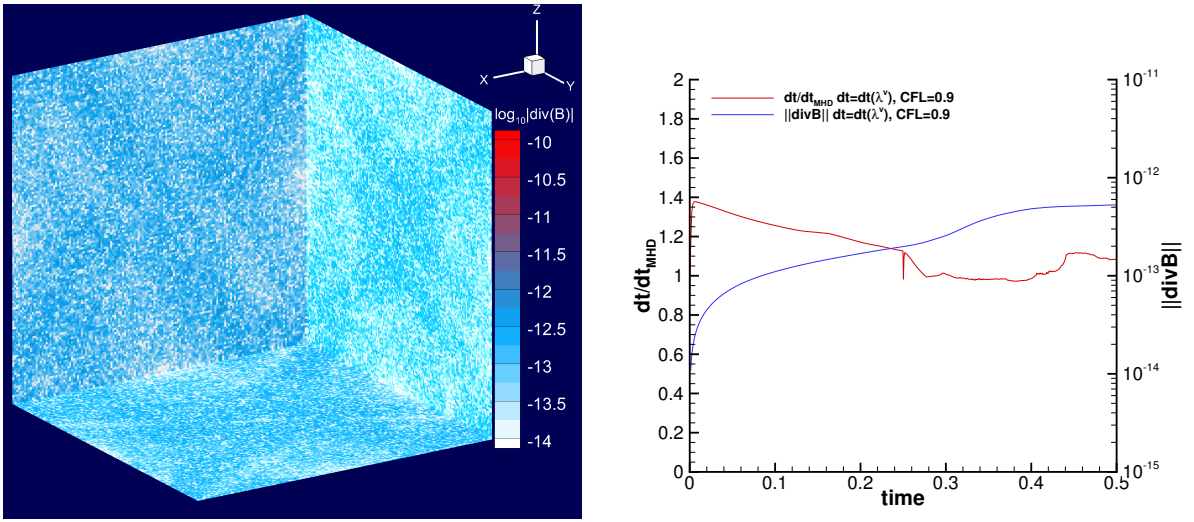 Z
X
Y
log₁₀|div(B)|
-10
-10.5
-11
-11.5
-12
-12.5
-13
-13.5
-14
dt/dt_MHD dt=dt(λᵛ), CFL=0.9
||divB|| dt=dt(λᵛ), CFL=0.9
2
1.8
1.6
1.4
1.2
1
0.8
0.6
0.4
0.2
0
dt/dt_MHD
10⁻¹¹
10⁻¹²
10⁻¹³
10⁻¹⁴
10⁻¹⁵
||divB||
0 0.1 0.2 0.3 0.4 0.5
time